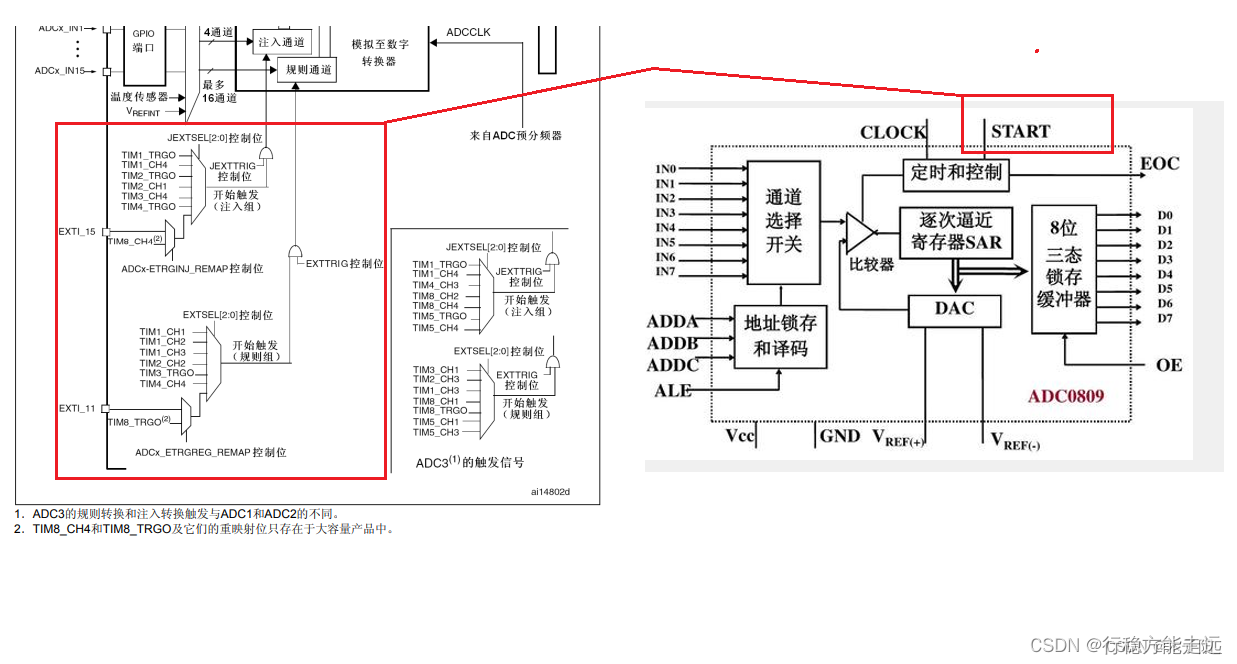 ADCx_IN1
GPIO
端口
ADCx_IN15
4通道
注入通道
规则通道
模拟至数字
转换器
ADCCLK
最多
16通道
温度传感器
VREFINT
来自ADC预分频器
JEXTSEL[2:0]控制位
TIM1_TRGO
TIM1_CH4
TIM2_TRGO
TIM2_CH1
TIM3_CH4
TIM4_TRGO
JEXTTRIG
控制位
开始触发
(注入组)
EXTI_15
TIM8_CH4(2)
ADCx-ETRGINJ_REMAP控制位
EXTTRIG控制位
EXTSEL[2:0]控制位
TIM1_CH1
TIM1_CH2
TIM1_CH3
TIM2_CH2
TIM3_TRGO
TIM4_CH4
开始触发
(规则组)
EXTI_11
TIM8_TRGO(2)
ADCx_ETRGREG_REMAP控制位
JEXTSEL[2:0]控制位
TIM1_TRGO
TIM1_CH4
TIM4_CH3
TIM8_CH2
TIM8_CH4
TIM5_TRGO
TIM5_CH4
JEXTTRIG
控制位
开始触发
(注入组)
EXTSEL[2:0]控制位
TIM3_CH1
TIM2_CH3
TIM1_CH3
TIM8_CH1
TIM8_TRGO
TIM5_CH1
TIM5_CH3
EXTTRIG
控制位
开始触发
(规则组)
ADC3(1)的触发信号
ai14802d
1. ADC3的规则转换和注入转换触发与ADC1和ADC2的不同。
2. TIM8_CH4和TIM8_TRGO及它们的重映射位只存在于大容量产品中。
CLOCK
START
EOC
定时和控制
IN0
IN1
IN2
IN3
IN4
IN5
IN6
IN7
通道
选择
开关
比较器
逐次逼近
寄存器SAR
8位
三态
锁存
缓冲器
D0
D1
D2
D3
D4
D5
D6
D7
DAC
ADDA
ADDB
ADDC
ALE
地址锁存
和译码
OE
ADC0809
Vcc
GND
VREF(+)
VREF(-)
CSDN @行稳方能走远